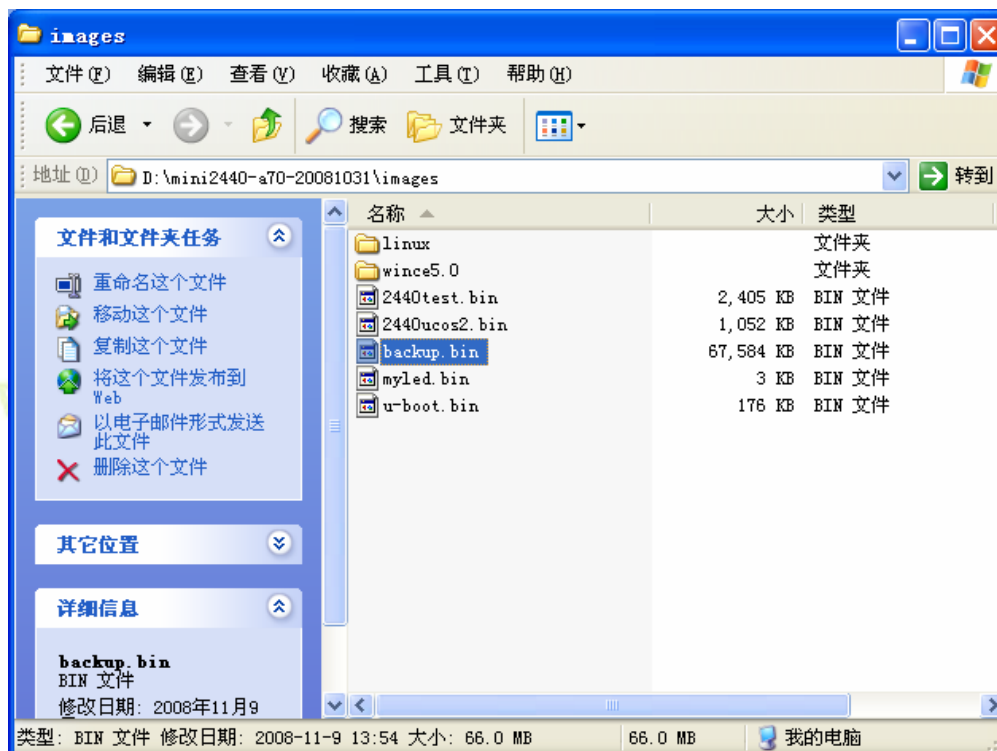 images
文件(F) 编辑(E) 查看(V) 收藏(A) 工具(T) 帮助(H)
后退 搜索 文件夹
地址(D) D:\mini2440-a70-20081031\images 转到
文件和文件夹任务
重命名这个文件
移动这个文件
复制这个文件
将这个文件发布到
Web
以电子邮件形式发送
此文件
删除这个文件
其它位置
详细信息
backup.bin
BIN 文件
修改日期: 2008年11月9
名称 大小 类型
linux 文件夹
wince5.0 文件夹
2440test.bin 2,405 KB BIN 文件
2440ucos2.bin 1,052 KB BIN 文件
backup.bin 67,584 KB BIN 文件
myled.bin 3 KB BIN 文件
u-boot.bin 176 KB BIN 文件
类型: BIN 文件 修改日期: 2008-11-9 13:54 大小: 66.0 MB 66.0 MB 我的电脑